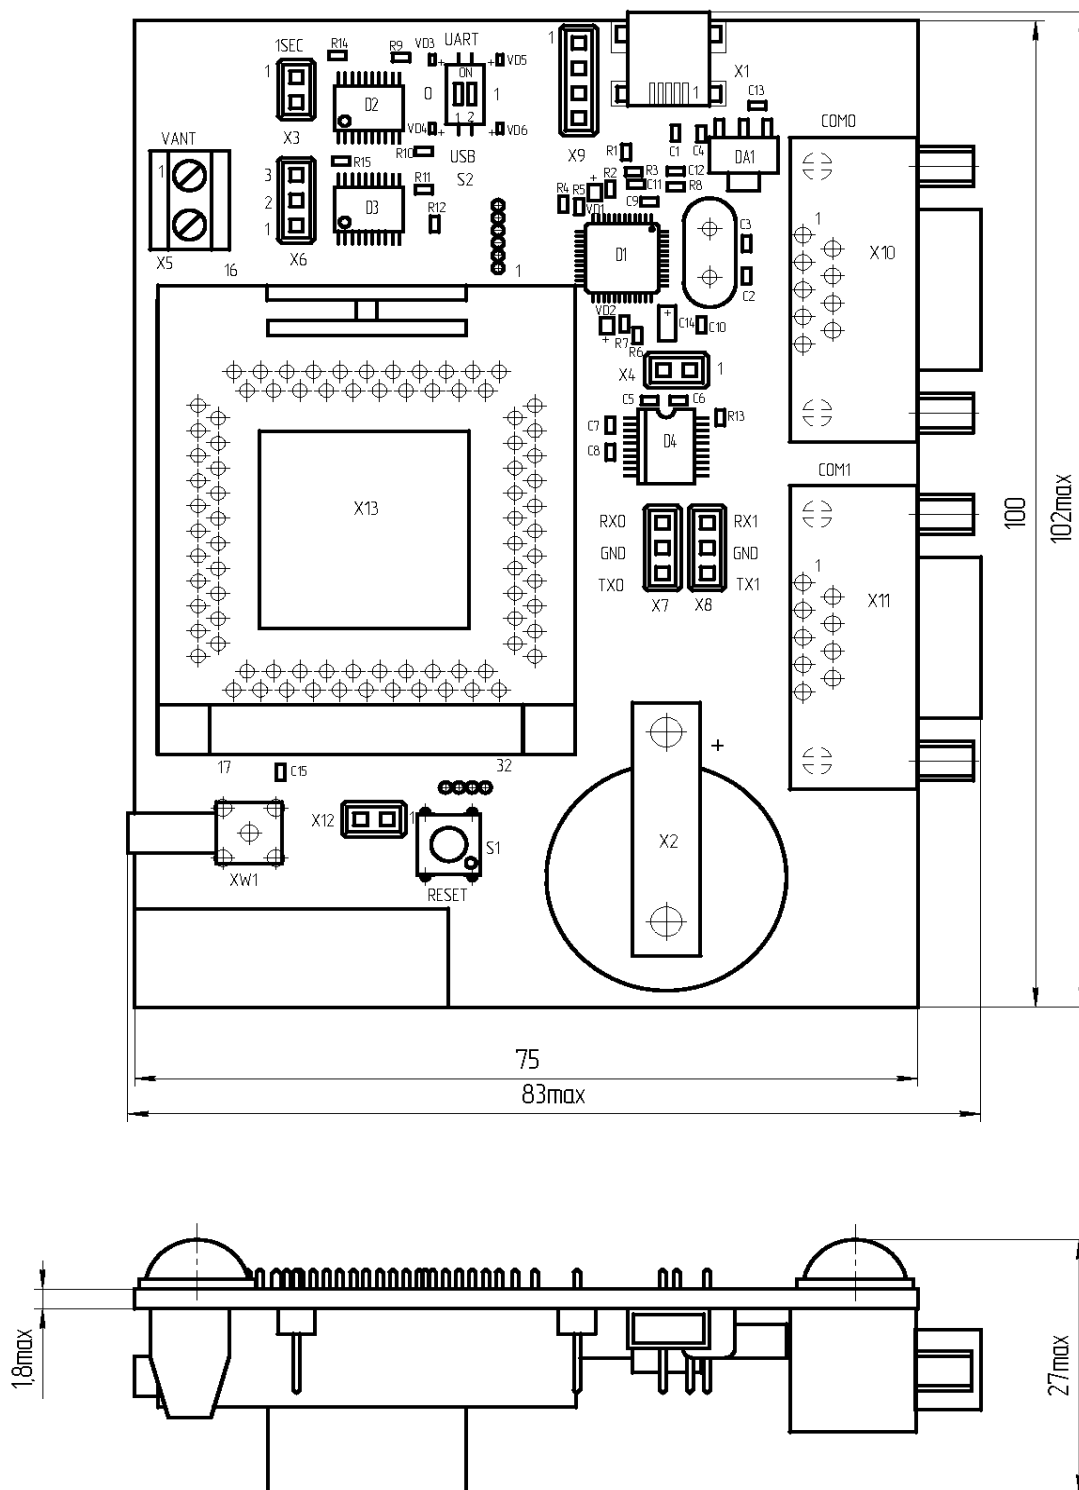 1SEC
R14
R9
VD3
UART
VD5
1
X1
1
1
D2
0
ON
1
1 2
C13
X3
VD4
VD6
C1
C4
COM0
VANT
R15
R10
USB
S2
X9
R1
DA1
1
3
2
1
D3
R11
R12
R3
C12
C11
R8
R2
R4
R5
VD1
C9
X5
16
X6
1
D1
C3
C2
1
X10
VD2
R7
R6
C14
C10
X4
1
C5
C6
C7
C8
D4
R13
COM1
X13
RX0
RX1
GND
GND
TX0
TX1
X7
X8
1
X11
100
102max
17
C15
32
+
X12
1
S1
X2
XW1
RESET
75
83max
1,8max
27max